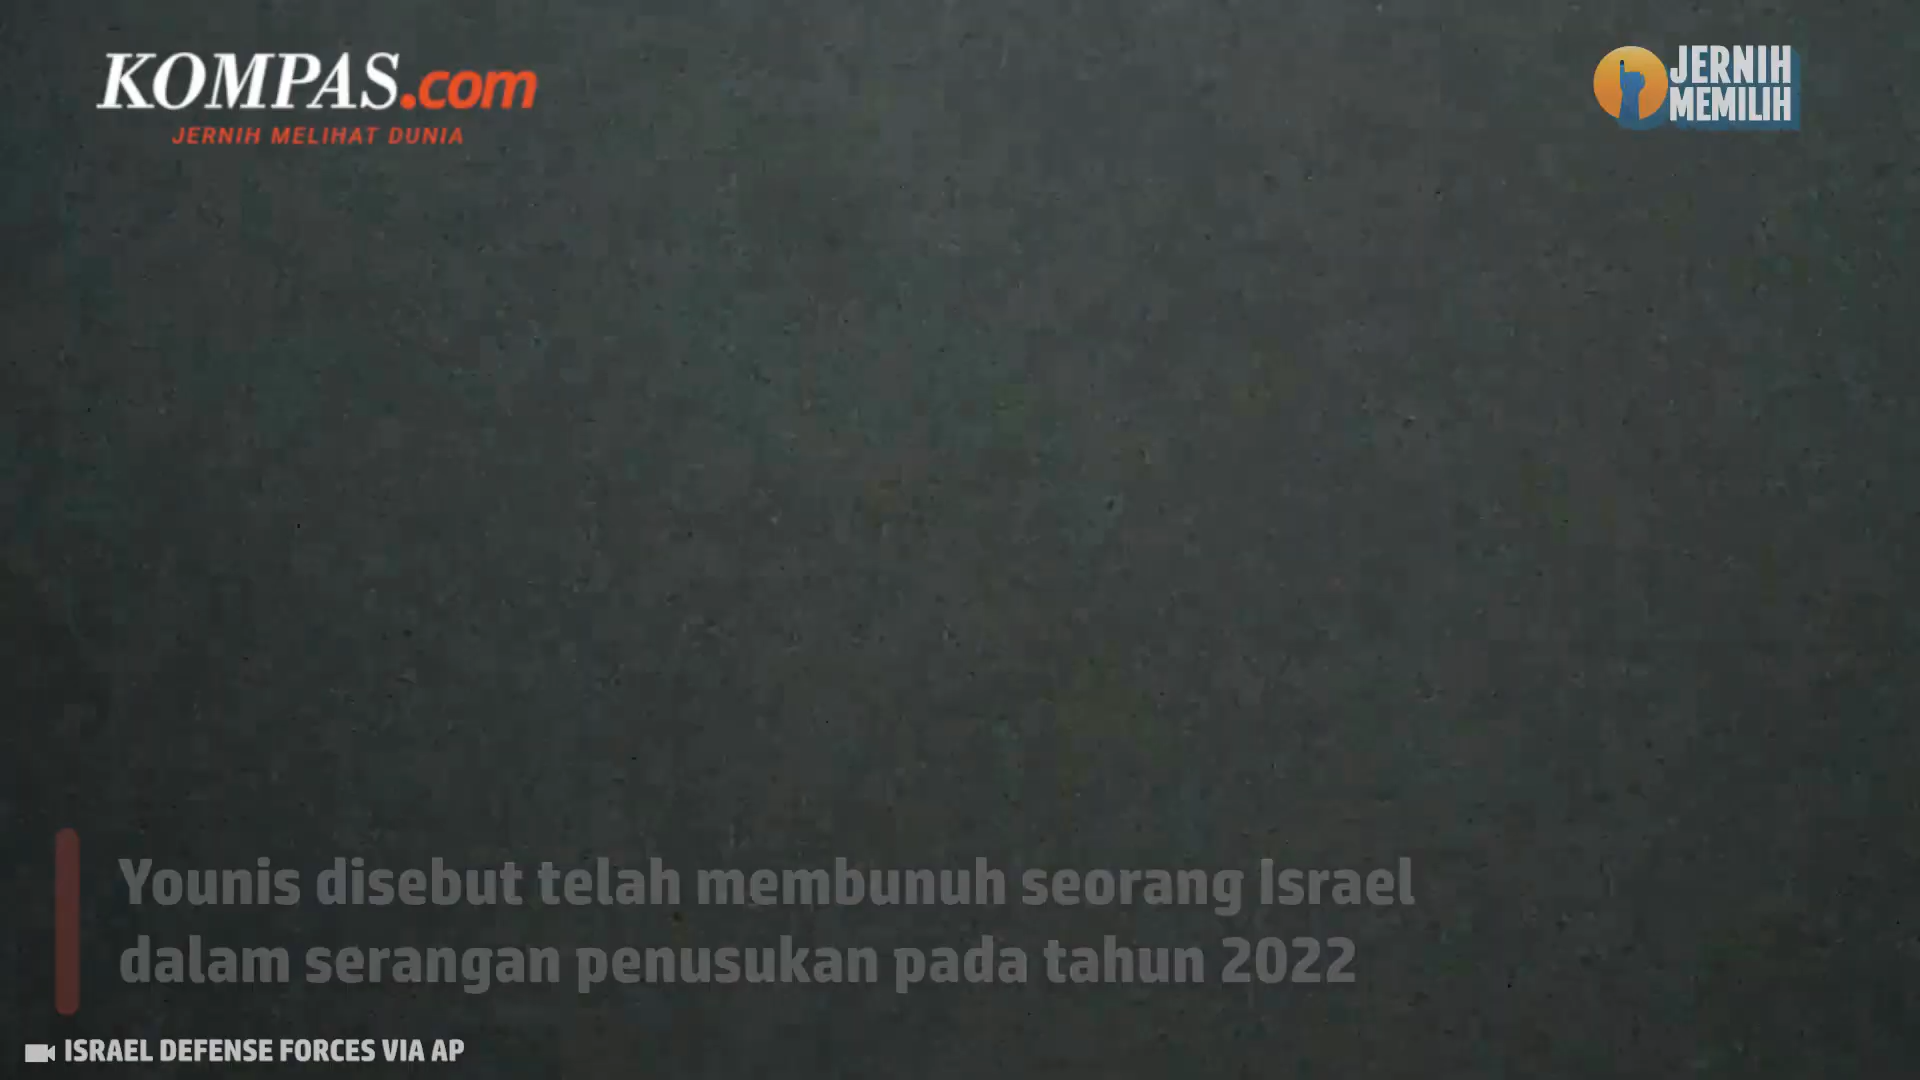 KOMPAS.com
JERNIH MELIHAT DUNIA
JERNIH
MEMILIH
Younis disebut telah membunuh seorang Israel
dalam serangan penusukan pada tahun 2022
ISRAEL DEFENSE FORCES VIA AP